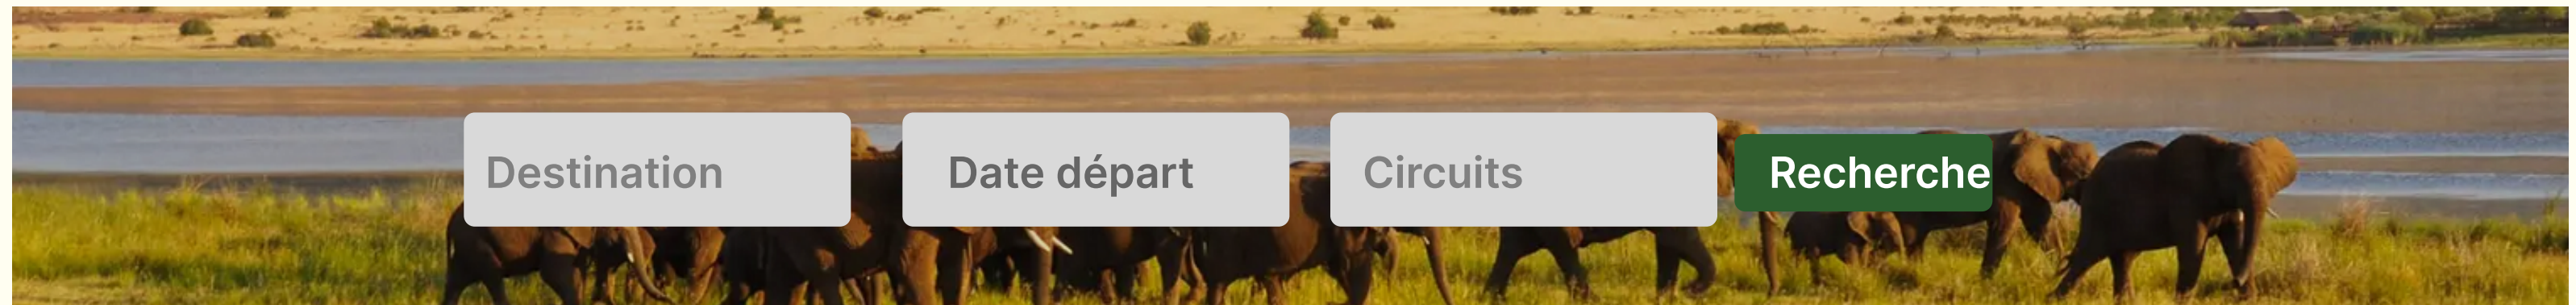 Destination
Date départ
Circuits
Recherche